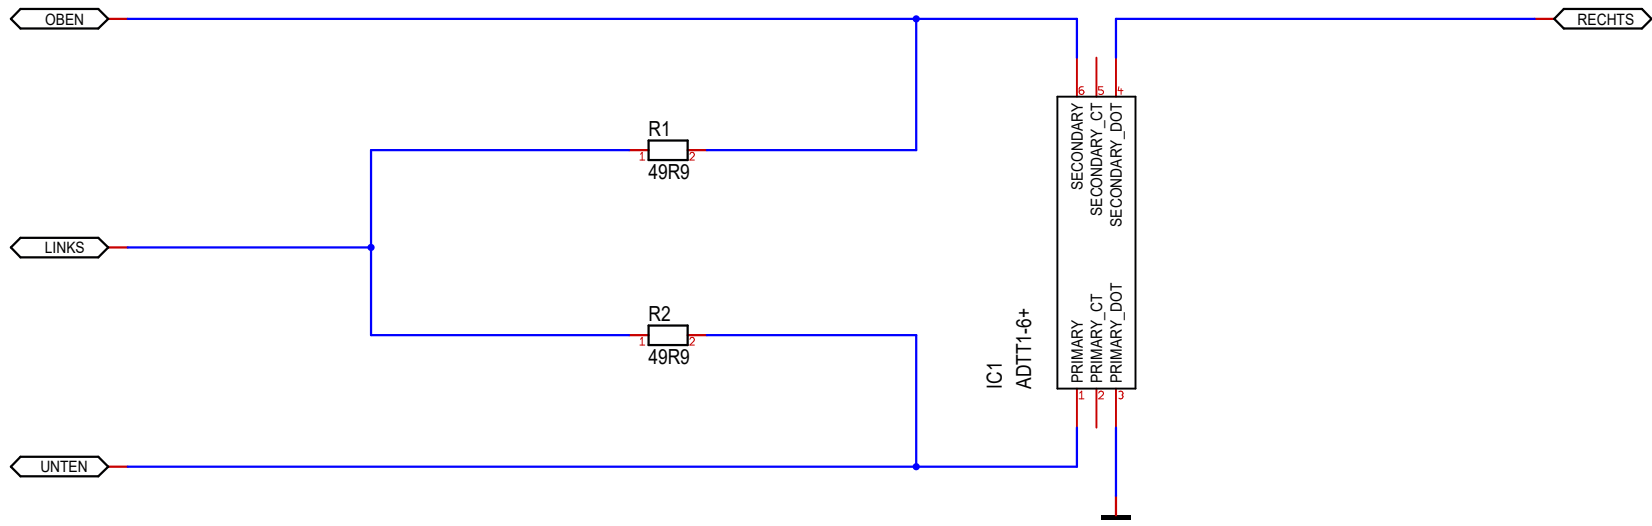 OBEN
RECHTS
6
5
4
SECONDARY
SECONDARY_CT
SECONDARY_DOT
R1
1
2
49R9
LINKS
R2
1
2
49R9
IC1
ADTT1-6+
PRIMARY
PRIMARY_CT
PRIMARY_DOT
1
2
3
UNTEN